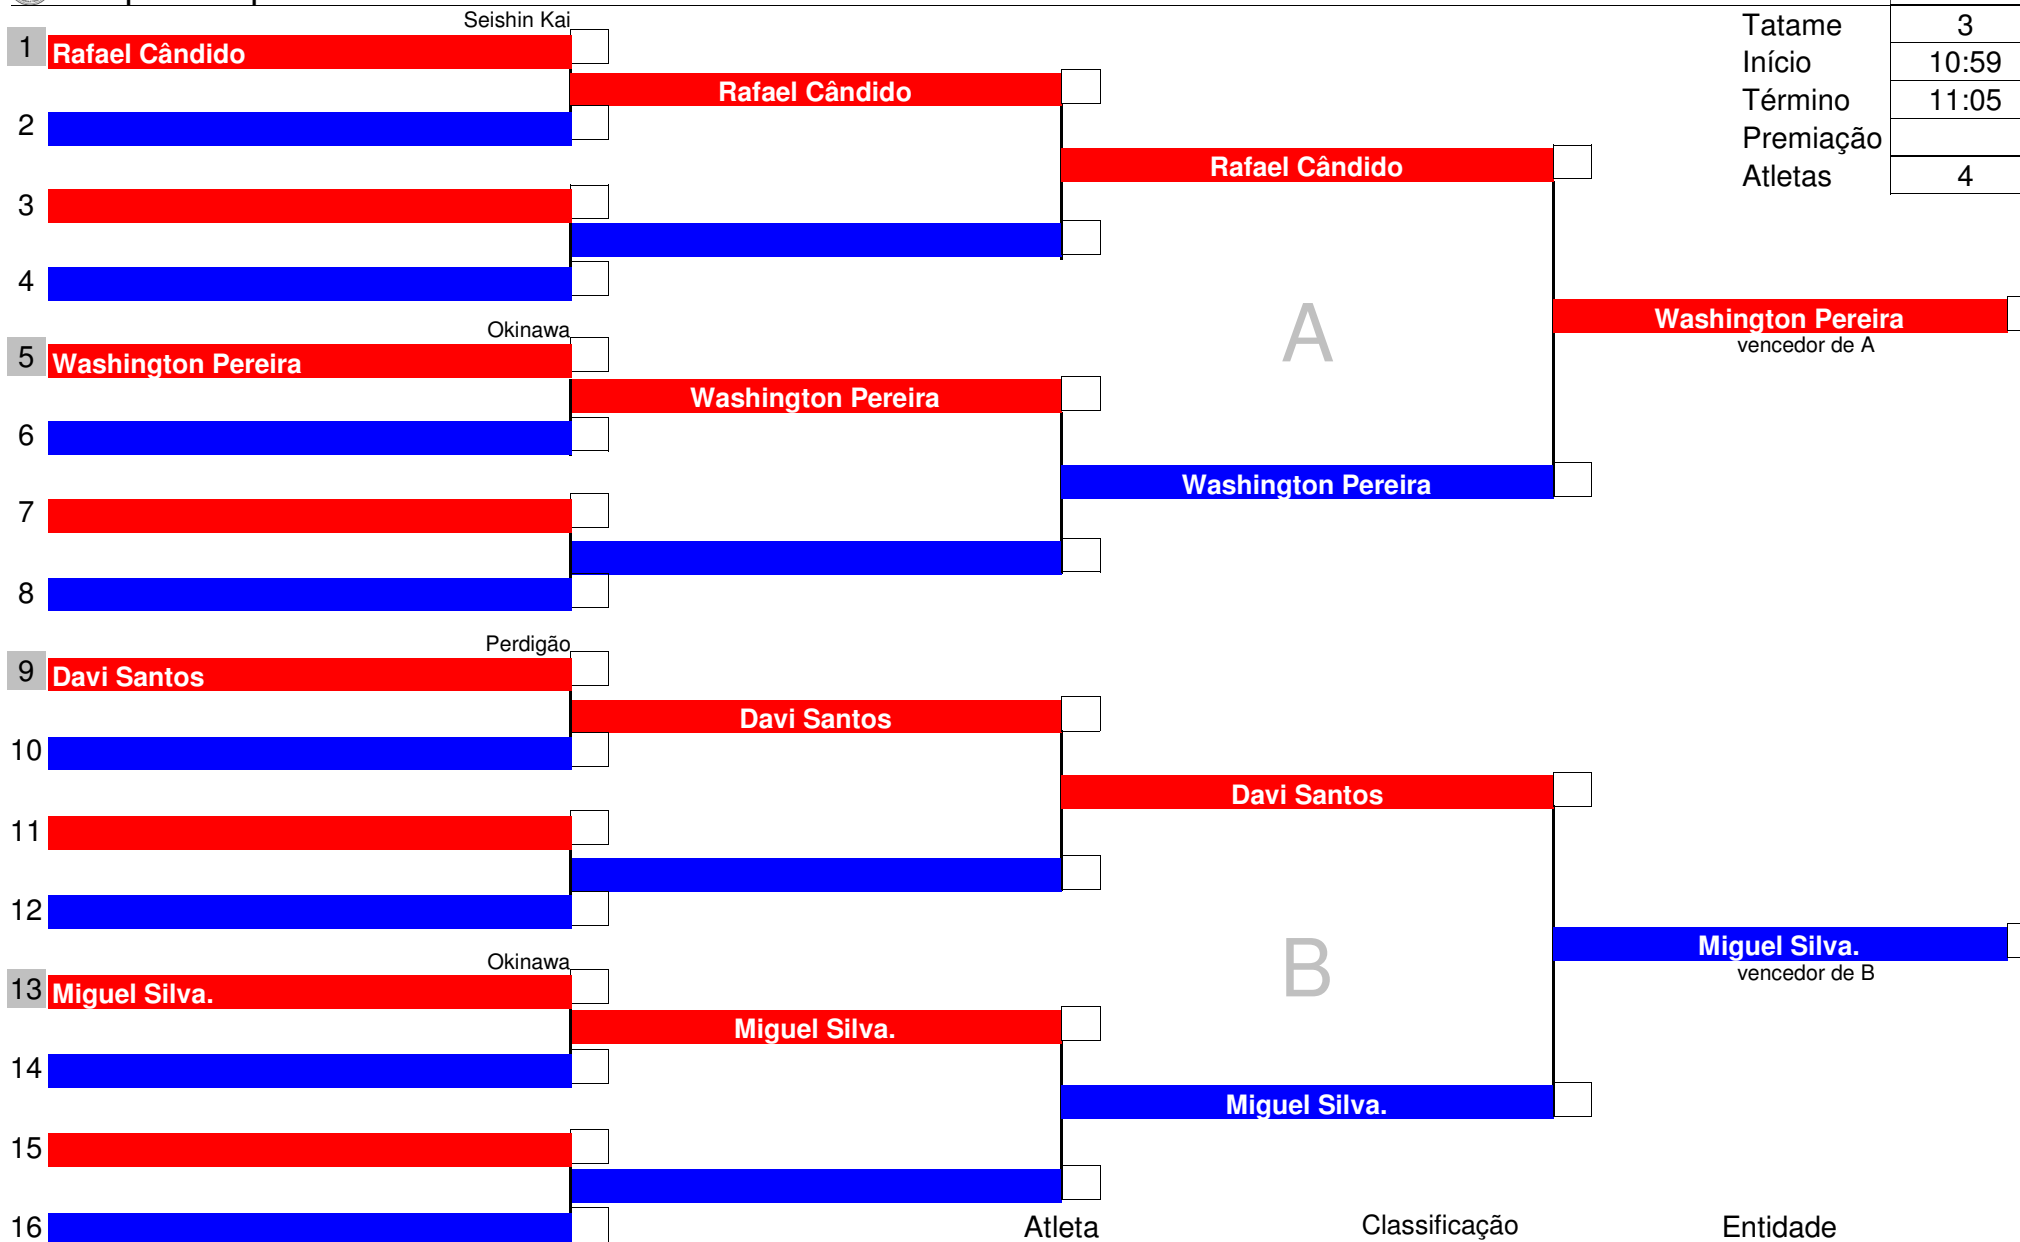 Seishin Kai
Tatame 3
1 Rafael Cândido
Início 10:59
Rafael Cândido
Término 11:05
2
Premiação
Rafael Cândido
Atletas 4
3
4
Washington Pereira
Okinawa
vencedor de A
A
5 Washington Pereira
Washington Pereira
6
Washington Pereira
7
8
Perdigão
9 Davi Santos
Davi Santos
10
Davi Santos
11
12
Miguel Silva.
Okinawa
vencedor de B
B
13 Miguel Silva.
Miguel Silva.
14
Miguel Silva.
15
16
Atleta Classificação Entidade